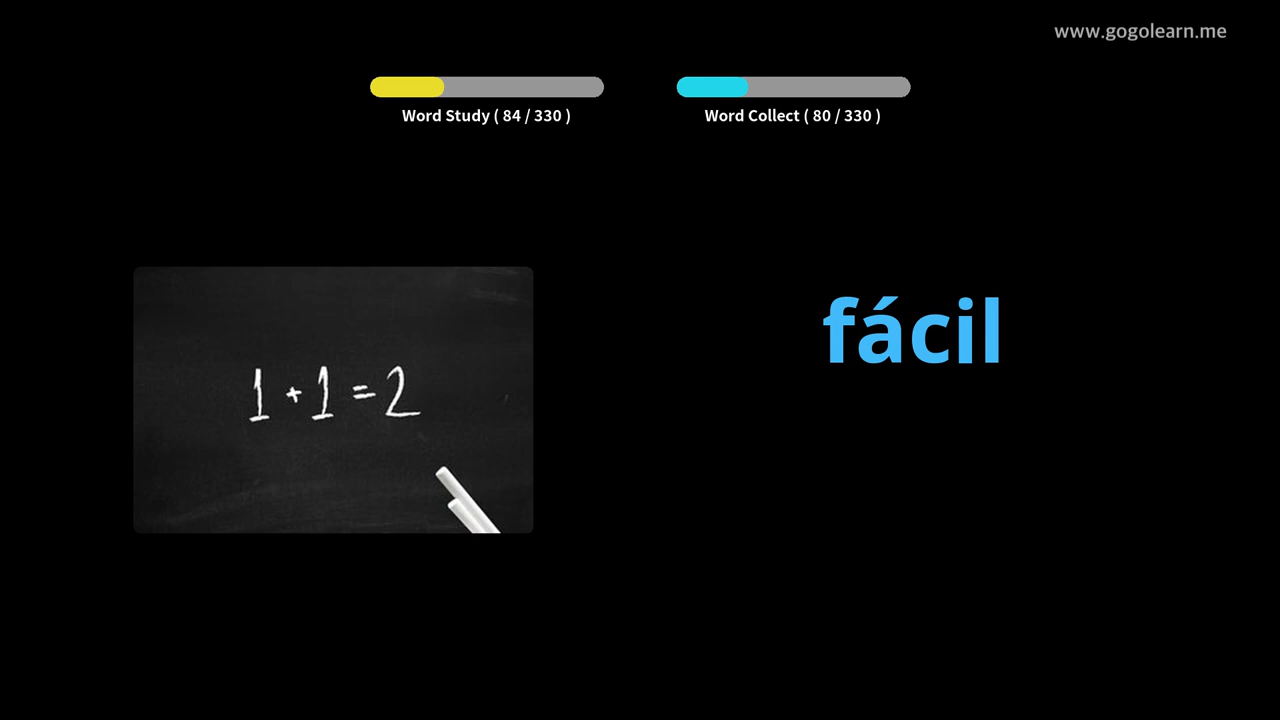 www.gogolearn.me
Word Study ( 84 / 330 )
Word Collect ( 80 / 330 )
fácil
1 + 1 = 2